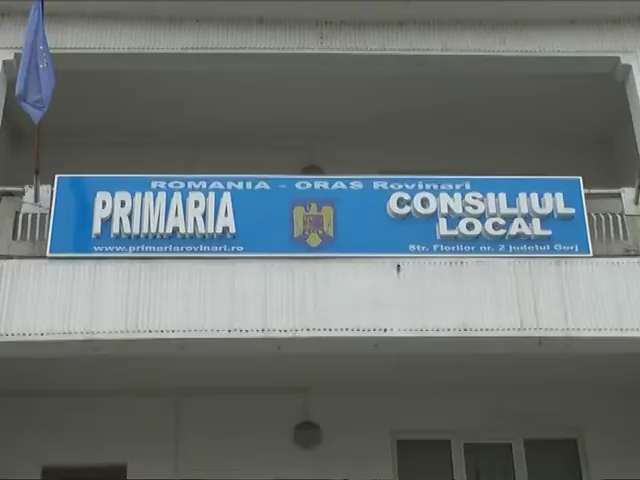 ROMANIA - ORAS Rovinari
PRIMARIA
CONSILIUL
LOCAL
www.primariarovinari.ro
Str. Florilor nr. 2 judetul Gorj